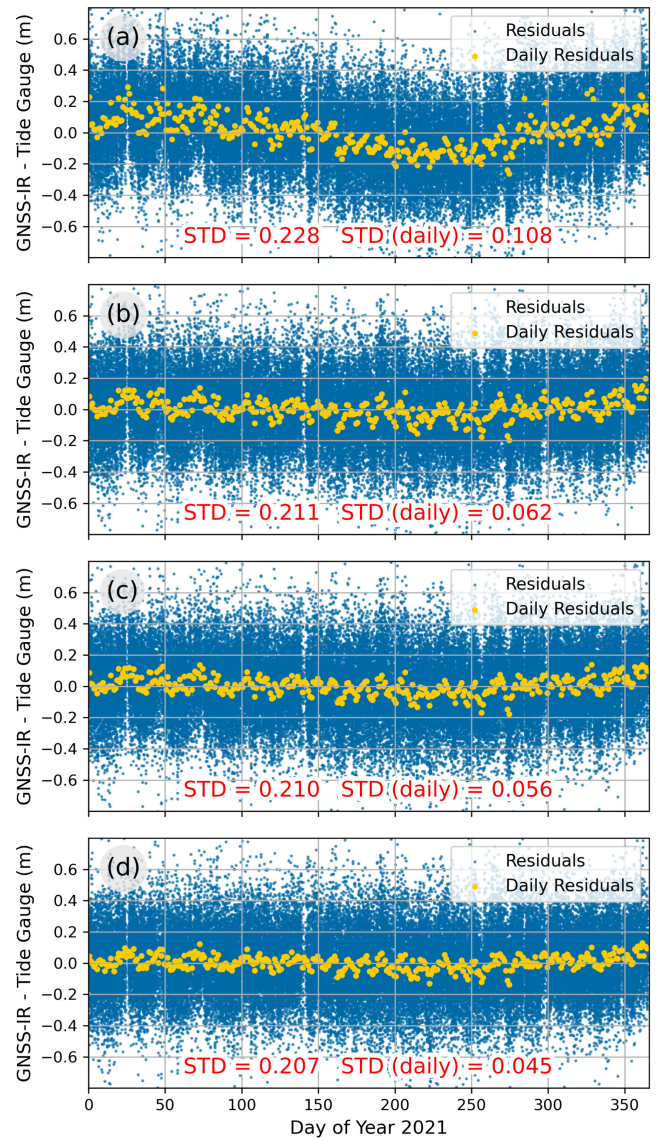 (a)
Residuals
Daily Residuals
0.8
0.6
0.4
0.2
0.0
−0.2
−0.4
−0.6
GNSS-IR - Tide Gauge (m)
STD = 0.228 STD (daily) = 0.108
(b)
Residuals
Daily Residuals
0.6
0.4
0.2
0.0
−0.2
−0.4
−0.6
GNSS-IR - Tide Gauge (m)
STD = 0.211 STD (daily) = 0.062
(c)
Residuals
Daily Residuals
0.6
0.4
0.2
0.0
−0.2
−0.4
−0.6
GNSS-IR - Tide Gauge (m)
STD = 0.210 STD (daily) = 0.056
(d)
Residuals
Daily Residuals
0.6
0.4
0.2
0.0
−0.2
−0.4
−0.6
GNSS-IR - Tide Gauge (m)
STD = 0.207 STD (daily) = 0.045
0 50 100 150 200 250 300 350
Day of Year 2021